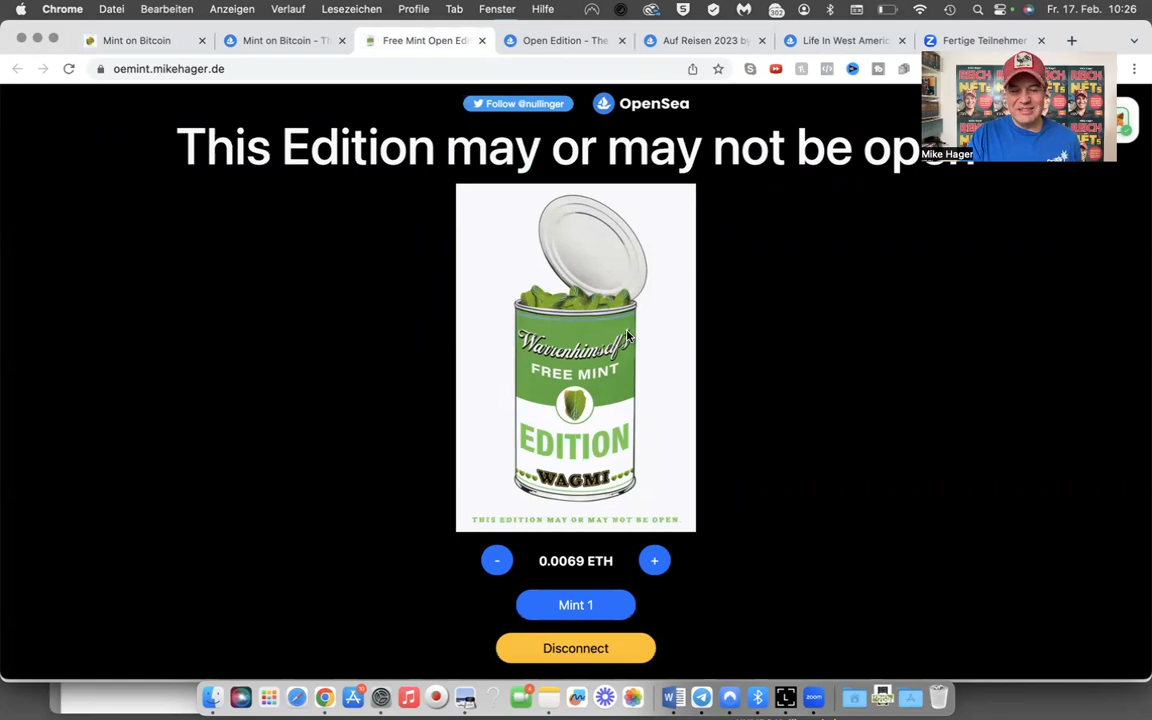 Chrome Datei Bearbeiten Anzeigen Verlauf Lesezeichen Profile Tab Fenster Hilfe 302 Fr. 17. Feb. 10:26
Mint on Bitcoin
Mint on Bitcoin - Th
Free Mint Open Edi
Open Edition - The
Auf Reisen 2023 by
Life In West Americ
Fertige Teilnehmer
oemint.mikehager.de
Mike Hager
Follow @nullinger
OpenSea
This Edition may or may not be open
Warrenhimself's
FREE MINT
EDITION
WAGMI
THIS EDITION MAY OR MAY NOT BE OPEN.
- 0.0069 ETH +
Mint 1
Disconnect